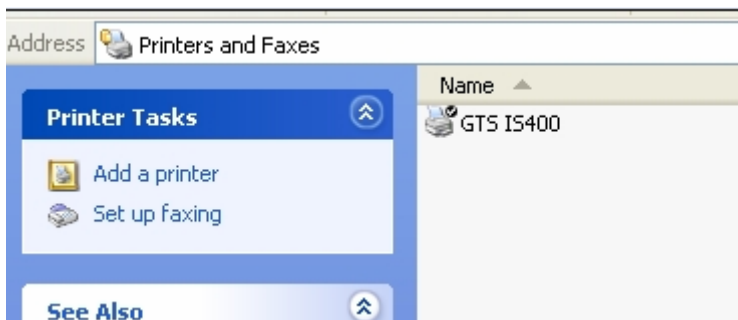 Address Printers and Faxes
Name
Printer Tasks
GTS IS400
Add a printer
Set up faxing
See Also